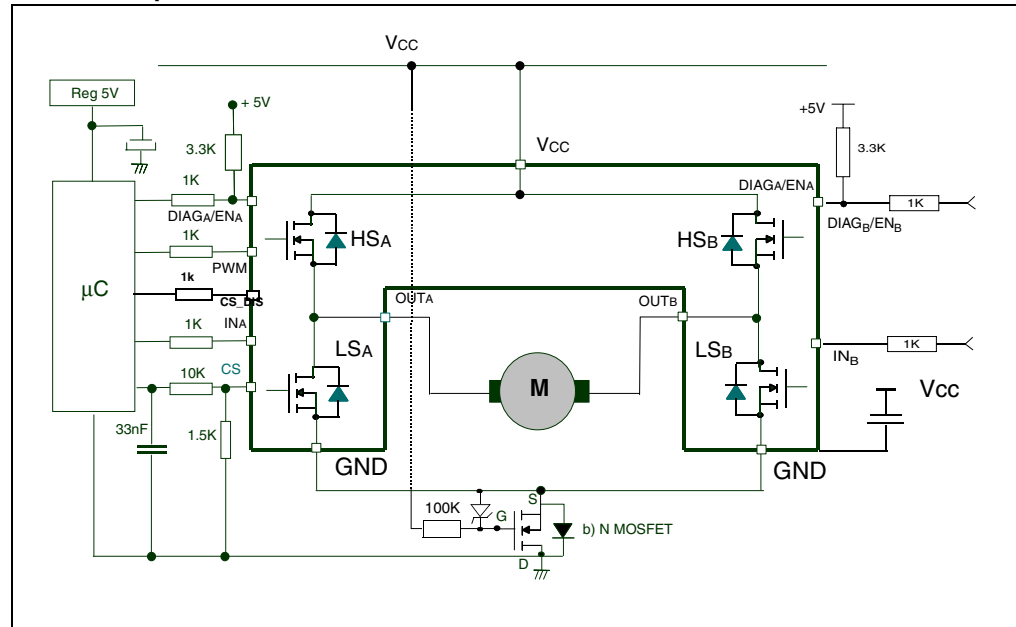 VCC
Reg 5V
+ 5V
+5V
3.3K
VCC
3.3K
1K
DIAGA/ENA
DIAGA/ENA
1K
DIAGB/ENB
1K
HSA
HSB
PWM
1k
µC
CS_DIS
OUTA
OUTB
INA
1K
LSA
LSB
1K
INB
CS
10K
M
Vcc
33nF
1.5K
GND
GND
100K
S
G
b) N MOSFET
D